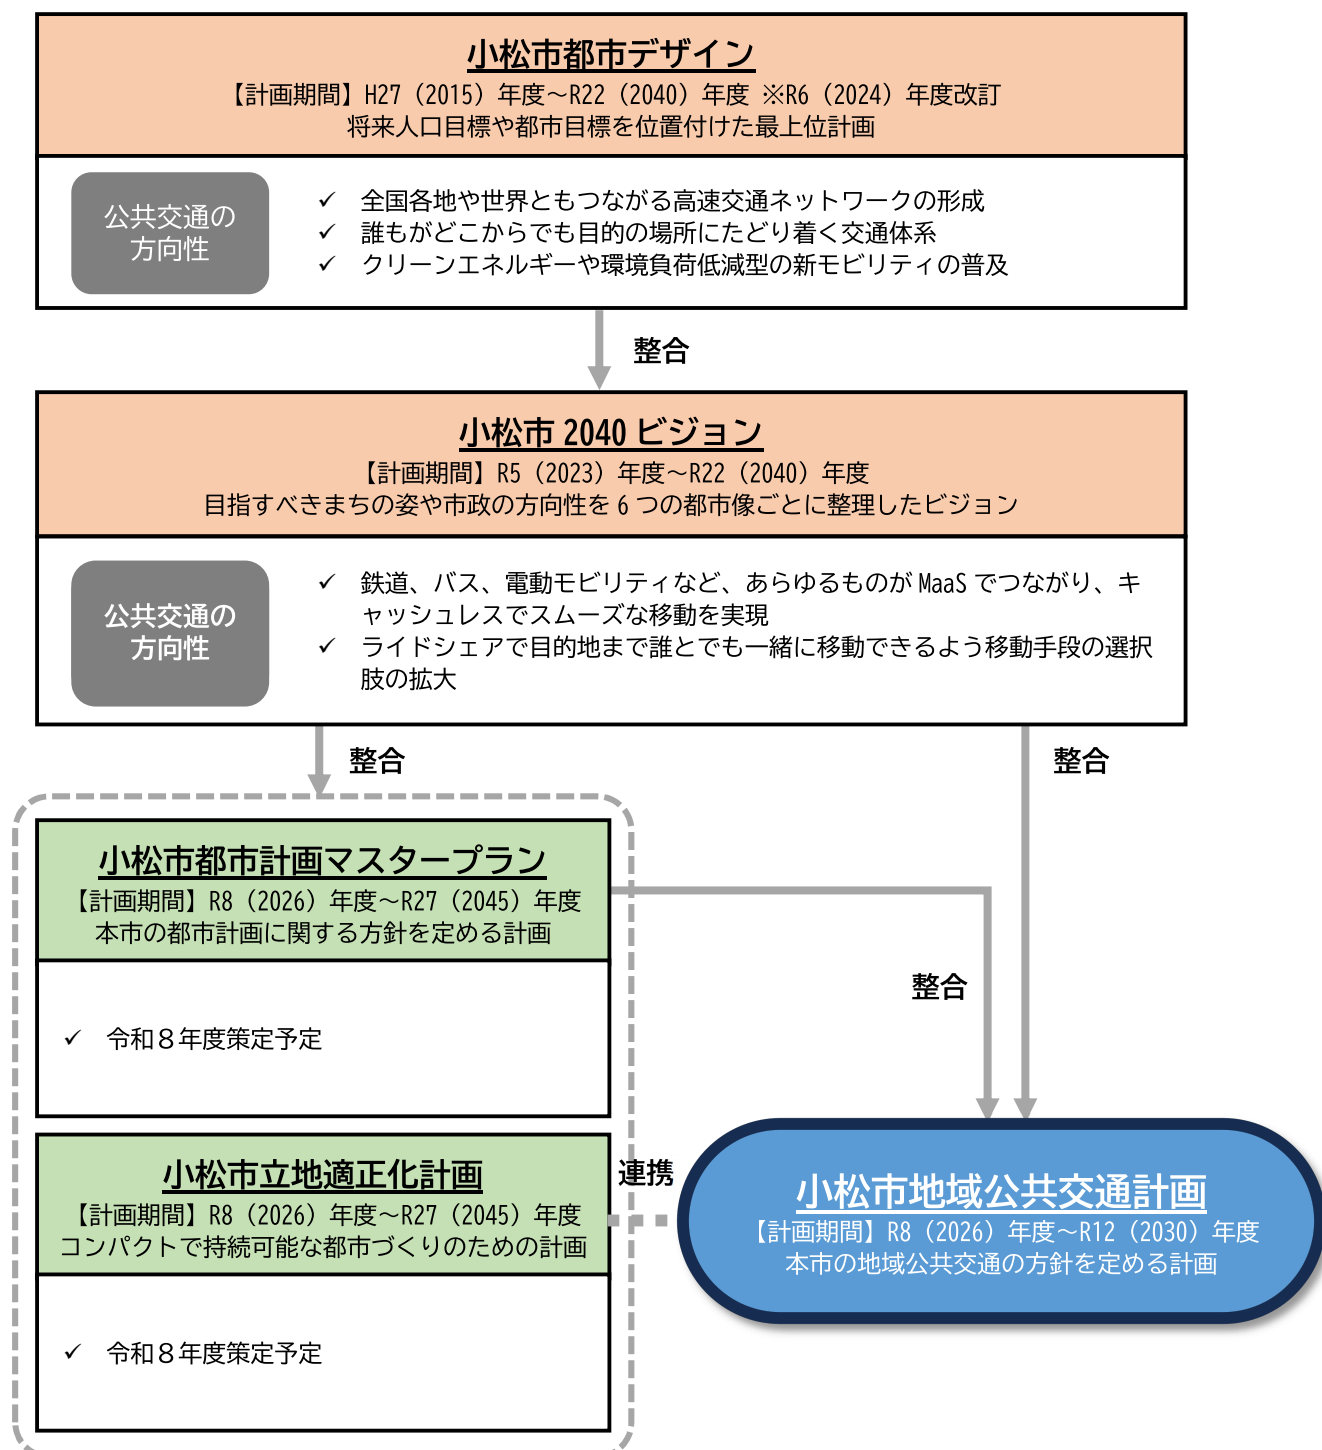 小松市都市デザイン
【計画期間】H27（2015）年度～R22（2040）年度 ※R6（2024）年度改訂
将来人口目標や都市目標を位置付けた最上位計画
公共交通の
方向性
✓ 全国各地や世界ともつながる高速交通ネットワークの形成
✓ 誰もがどこからでも目的の場所にたどり着く交通体系
✓ クリーンエネルギーや環境負荷低減型の新モビリティの普及
整合
小松市 2040 ビジョン
【計画期間】R5（2023）年度～R22（2040）年度
目指すべきまちの姿や市政の方向性を 6 つの都市像ごとに整理したビジョン
公共交通の
方向性
✓ 鉄道、バス、電動モビリティなど、あらゆるものが MaaS でつながり、キ
ャッシュレスでスムーズな移動を実現
✓ ライドシェアで目的地まで誰とでも一緒に移動できるよう移動手段の選択
肢の拡大
整合
整合
小松市都市計画マスタープラン
【計画期間】R8（2026）年度～R27（2045）年度
本市の都市計画に関する方針を定める計画
✓ 令和８年度策定予定
整合
小松市立地適正化計画
【計画期間】R8（2026）年度～R27（2045）年度
コンパクトで持続可能な都市づくりのための計画
✓ 令和８年度策定予定
連携
小松市地域公共交通計画
【計画期間】R8（2026）年度～R12（2030）年度
本市の地域公共交通の方針を定める計画